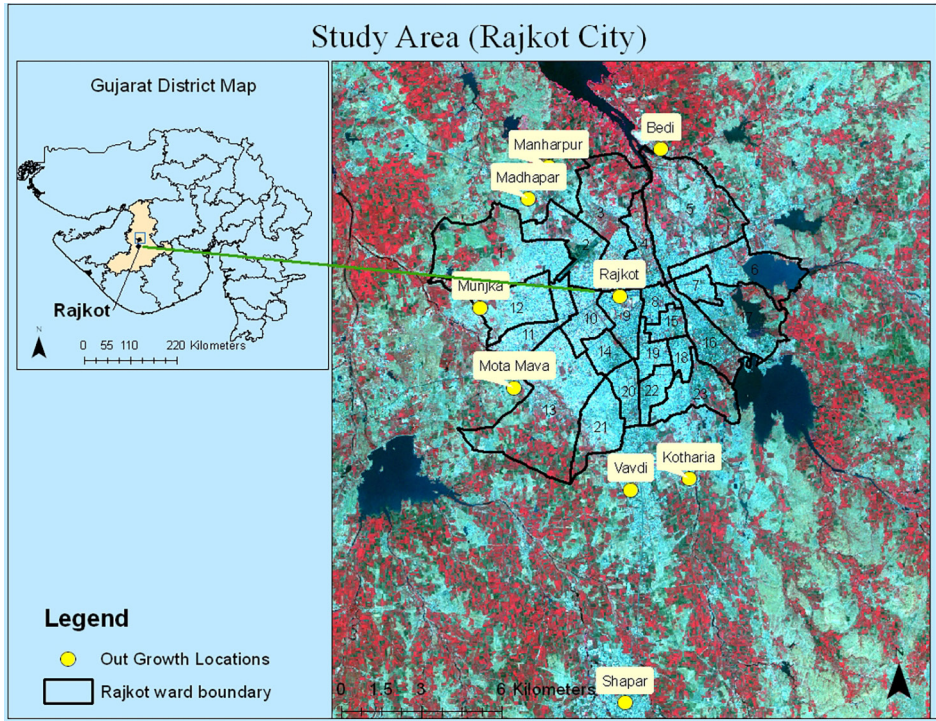 Study Area (Rajkot City)
Gujarat District Map
Rajkot
N
0 55 110 220 Kilometers
Bedi
Manharpur
Madhapar
5
1
Rajkot
6
Munjka
7
12
8
9
10
15
11
16
14
19
18
Mota Mava
20
22
23
13
21
Kotharia
Vavdi
Legend
Out Growth Locations
Rajkot ward boundary
Shapar
0 1.5 3 6 Kilometers
N